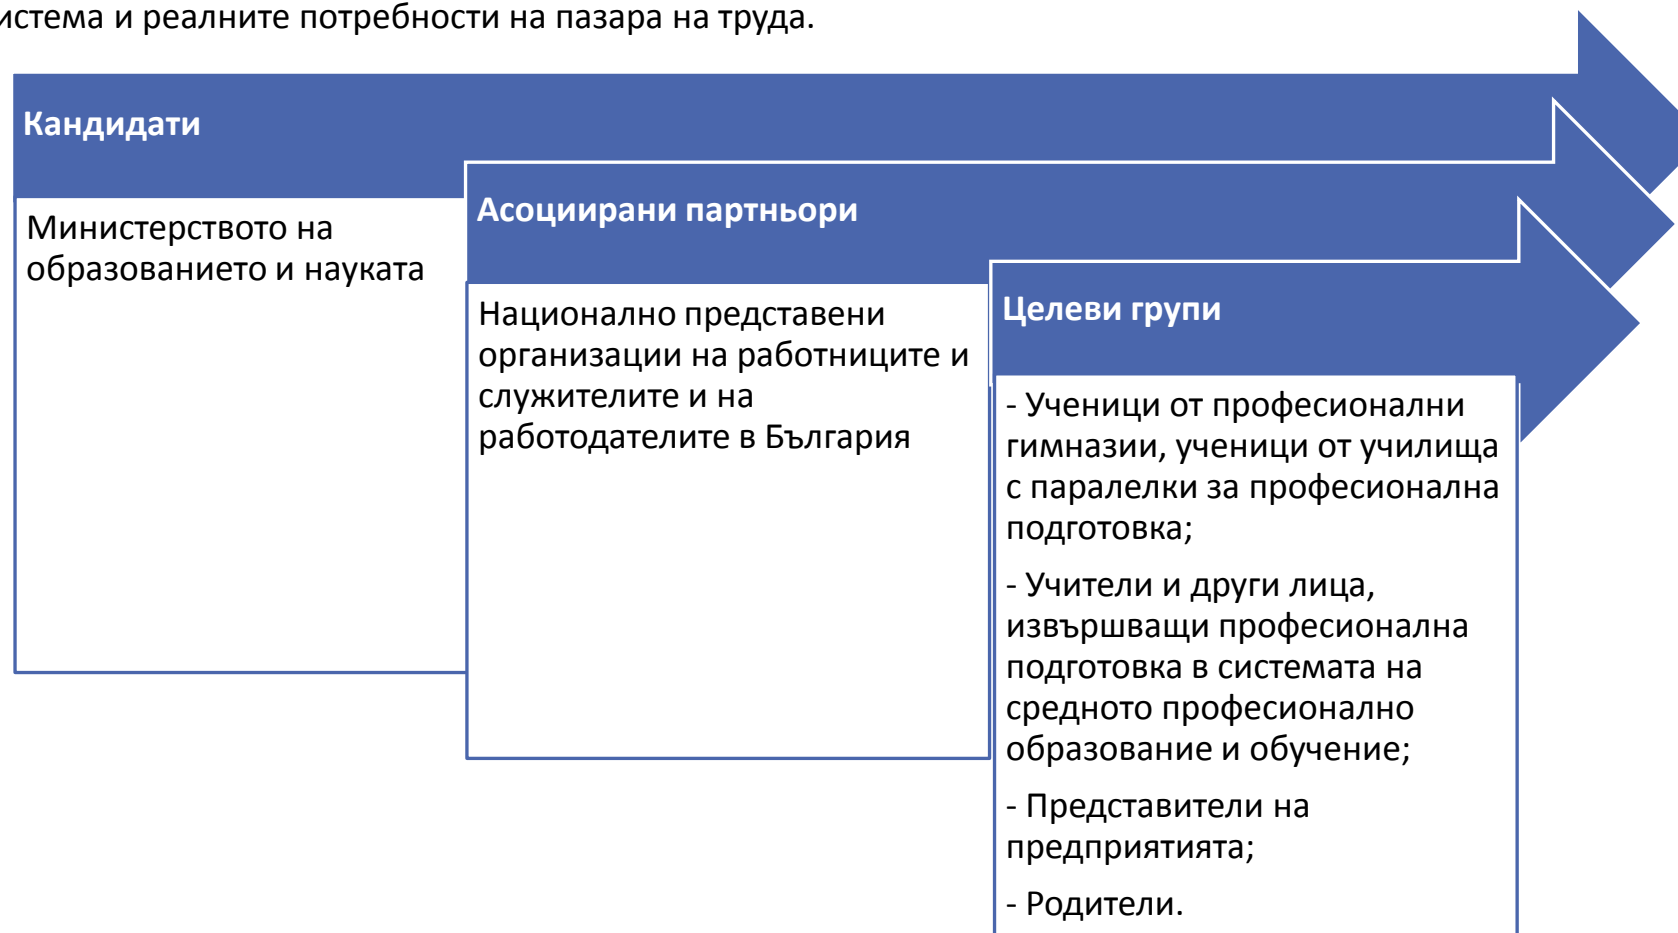 истема и реалните потребности на пазара на труда.
Кандидати
Министерството на
образованието и науката
Асоциирани партньори
Национално представени
организации на работниците и
служителите и на
работодателите в България
Целеви групи
- Ученици от професионални
гимназии, ученици от училища
с паралелки за професионална
подготовка;
- Учители и други лица,
извършващи професионална
подготовка в системата на
средното професионално
образование и обучение;
- Представители на
предприятията;
- Родители.